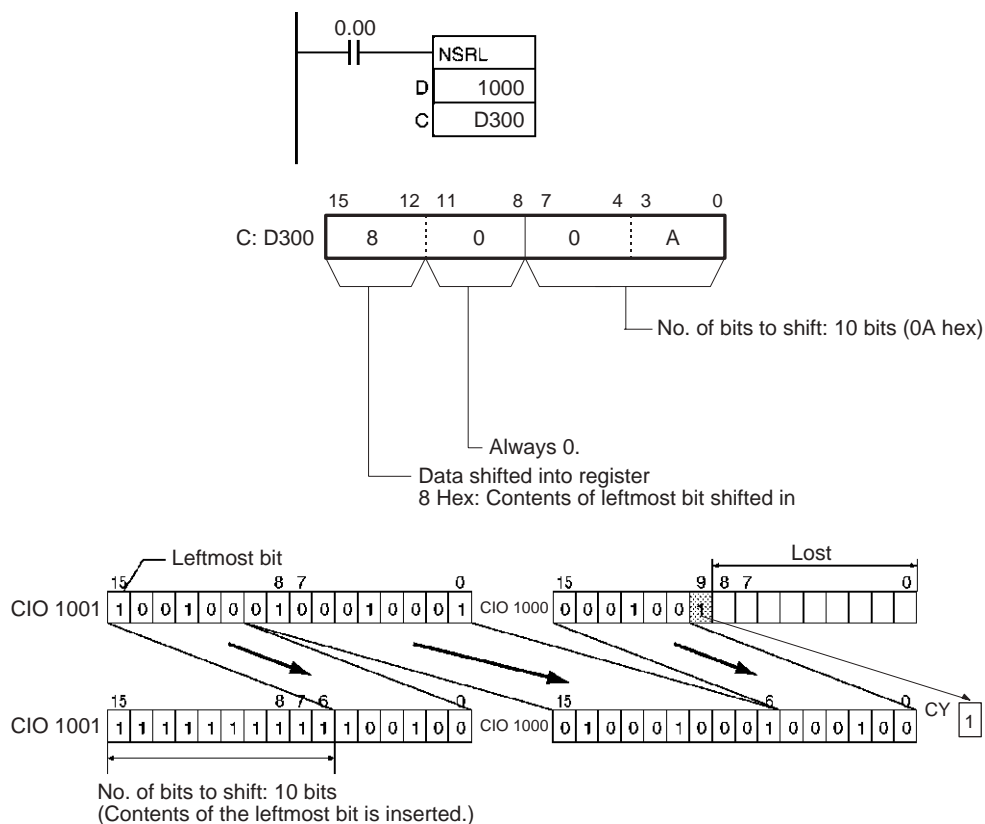 0.00
NSRL
D 1000
C D300
15 12 11 8 7 4 3 0
C: D300 8 0 0 A
No. of bits to shift: 10 bits (0A hex)
Always 0.
Data shifted into register
8 Hex: Contents of leftmost bit shifted in
Leftmost bit Lost
15 8 7 0 15 9 8 7 0
CIO 1001 1 0 0 1 0 0 0 1 0 0 0 1 0 0 0 1 CIO 1000 0 0 0 1 0 0 1
15 8 7 6 0 15 6 0
CIO 1001 1 1 1 1 1 1 1 1 1 1 1 0 0 1 0 0 CIO 1000 0 1 0 0 0 1 0 0 0 1 0 0 0 1 0 0 CY 1
No. of bits to shift: 10 bits
(Contents of the leftmost bit is inserted.)